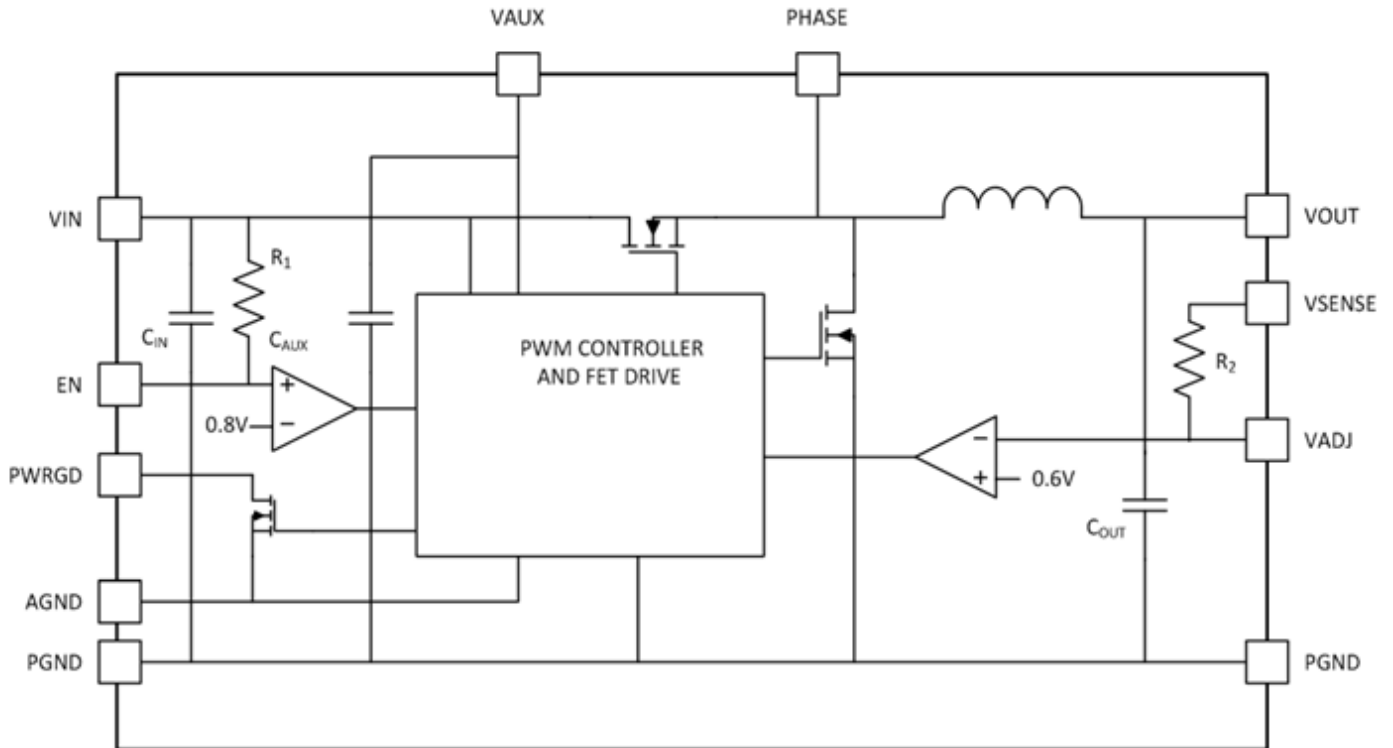 VAUX
PHASE
VIN
VOUT
R1
VSENSE
CIN
CAUX
PWM CONTROLLER
AND FET DRIVE
R2
EN
+
−
0.8V
VADJ
−
+
0.6V
PWRGD
COUT
AGND
PGND
PGND